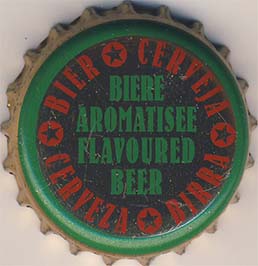 BIER ★ CERVEJA ★ BIRRA ★ CERVEZA ★
BIERE
AROMATISEE
FLAVOURED
BEER